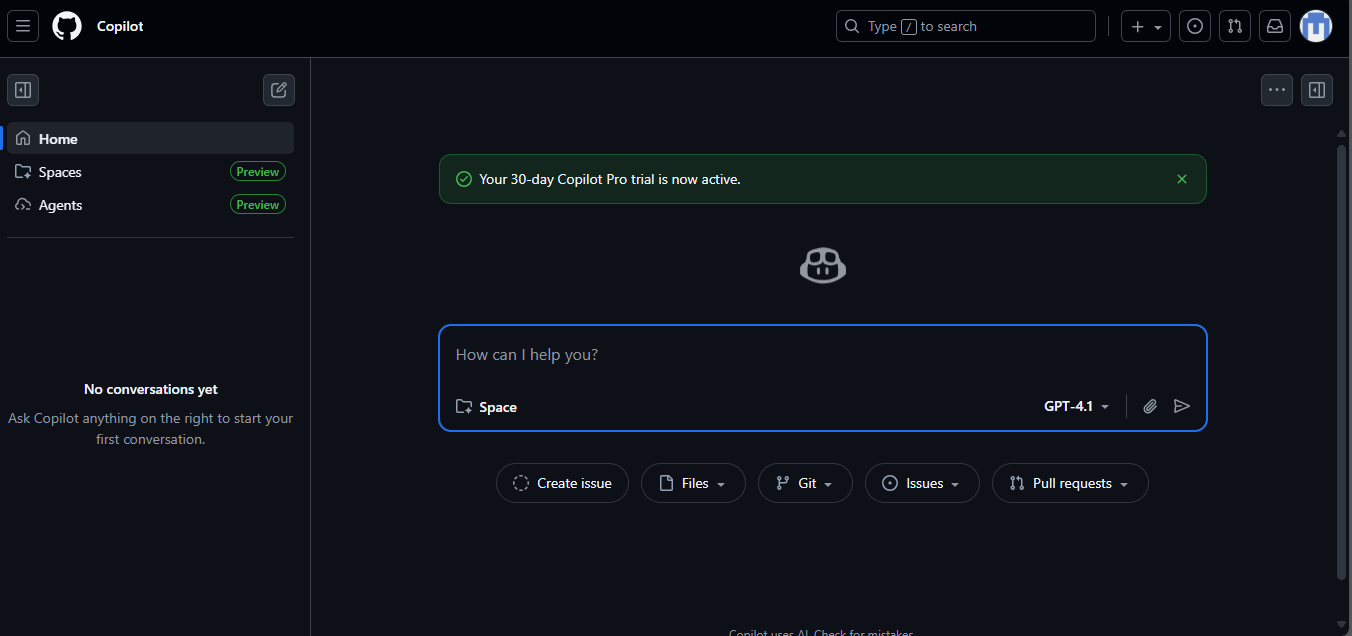 Copilot
Type / to search
Home
Spaces
Preview
Agents
Preview
No conversations yet
Ask Copilot anything on the right to start your
first conversation.
Your 30-day Copilot Pro trial is now active.
How can I help you?
Space
GPT-4.1
Create issue
Files
Git
Issues
Pull requests
Copilot uses AI. Check for mistakes.